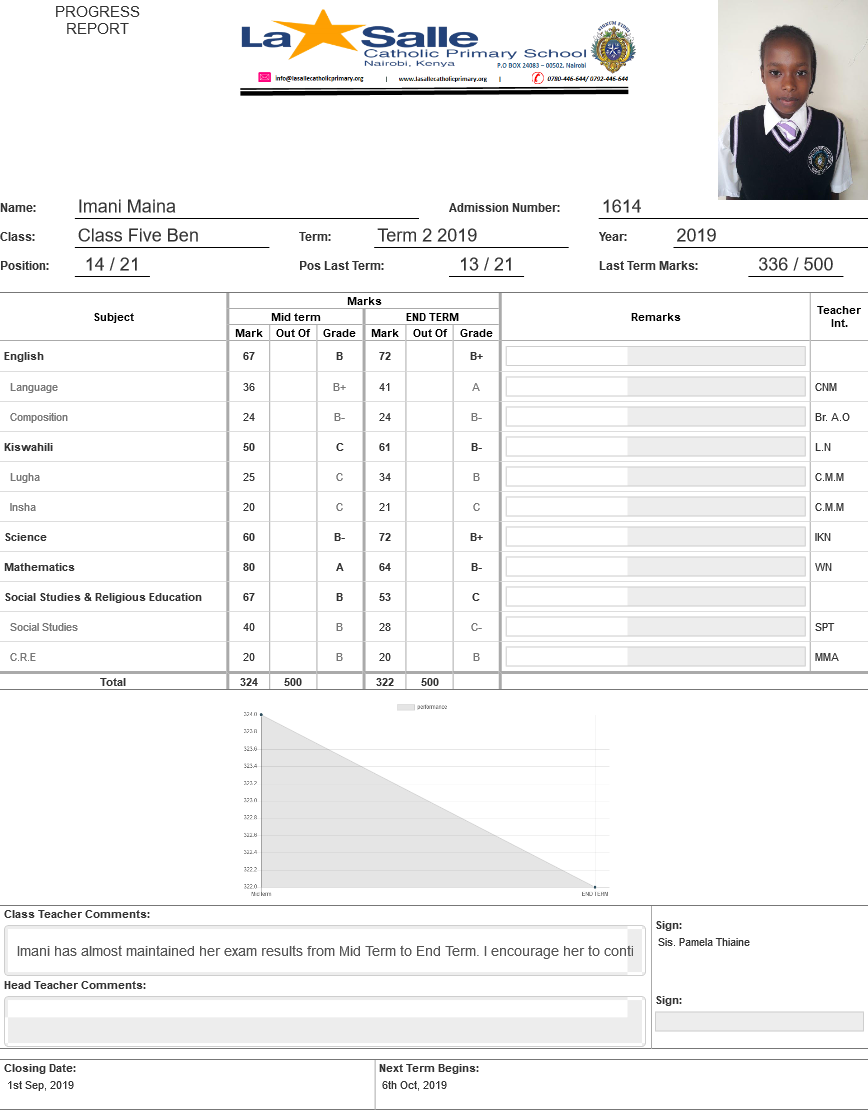 PROGRESS
REPORT
La Salle
Catholic Primary School
Nairobi, Kenya
P.O BOX 24083 – 00502, Nairobi
info@lasallecatholicprimary.org | www.lasallecatholicprimary.org | 0780-446-644/ 0792-446-644
Name: Imani Maina Admission Number: 1614
Class: Class Five Ben Term: Term 2 2019 Year: 2019
Position: 14 / 21 Pos Last Term: 13 / 21 Last Term Marks: 336 / 500
Subject Marks Remarks Teacher Int.
Mid term END TERM
Mark Out Of Grade Mark Out Of Grade
English 67 B 72 B+
Language 36 B+ 41 A CNM
Composition 24 B- 24 B- Br. A.O
Kiswahili 50 C 61 B- L.N
Lugha 25 C 34 B C.M.M
Insha 20 C 21 C C.M.M
Science 60 B- 72 B+ IKN
Mathematics 80 A 64 B- WN
Social Studies & Religious Education 67 B 53 C
Social Studies 40 B 28 C- SPT
C.R.E 20 B 20 B MMA
Total 324 500 322 500
performance
324.0
323.8
323.6
323.4
323.2
323.0
322.8
322.6
322.4
322.2
322.0
Mid term END TERM
Class Teacher Comments:
Imani has almost maintained her exam results from Mid Term to End Term. I encourage her to conti
Sign:
Sis. Pamela Thiaine
Head Teacher Comments:
Sign:
Closing Date: Next Term Begins:
1st Sep, 2019 6th Oct, 2019